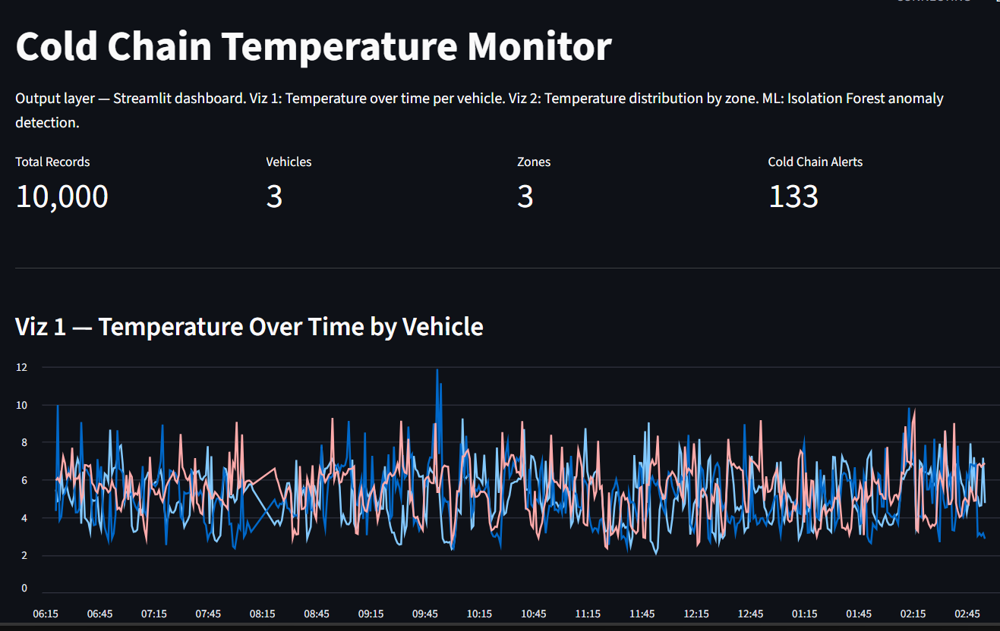 Cold Chain Temperature Monitor
Output layer — Streamlit dashboard. Viz 1: Temperature over time per vehicle. Viz 2: Temperature distribution by zone. ML: Isolation Forest anomaly
detection.
Total Records
Vehicles
Zones
Cold Chain Alerts
10,000
3
3
133
Viz 1 — Temperature Over Time by Vehicle
12
10
8
6
4
2
0
06:15 06:45 07:15 07:45 08:15 08:45 09:15 09:45 10:15 10:45 11:15 11:45 12:15 12:45 01:15 01:45 02:15 02:45